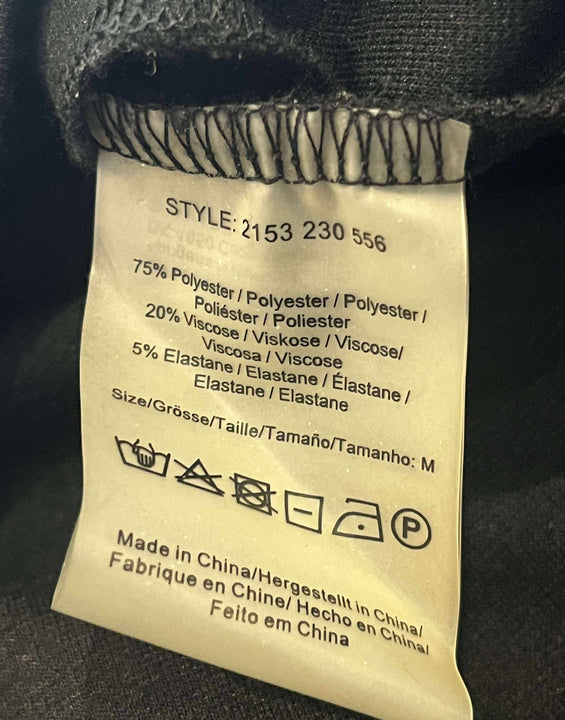 STYLE: 2153 230 556
75% Polyester / Polyester / Polyester /
Poliéster / Poliester
20% Viscose / Viskose / Viscose/
Viscosa / Viscose
5% Elastane / Elastane / Élastane /
Elastane / Elastane
Size/Grösse/Taille/Tamaño/Tamanho: M
P
Made in China/Hergestellt in China/
Fabrique en Chine/ Hecho en China/
Feito em China